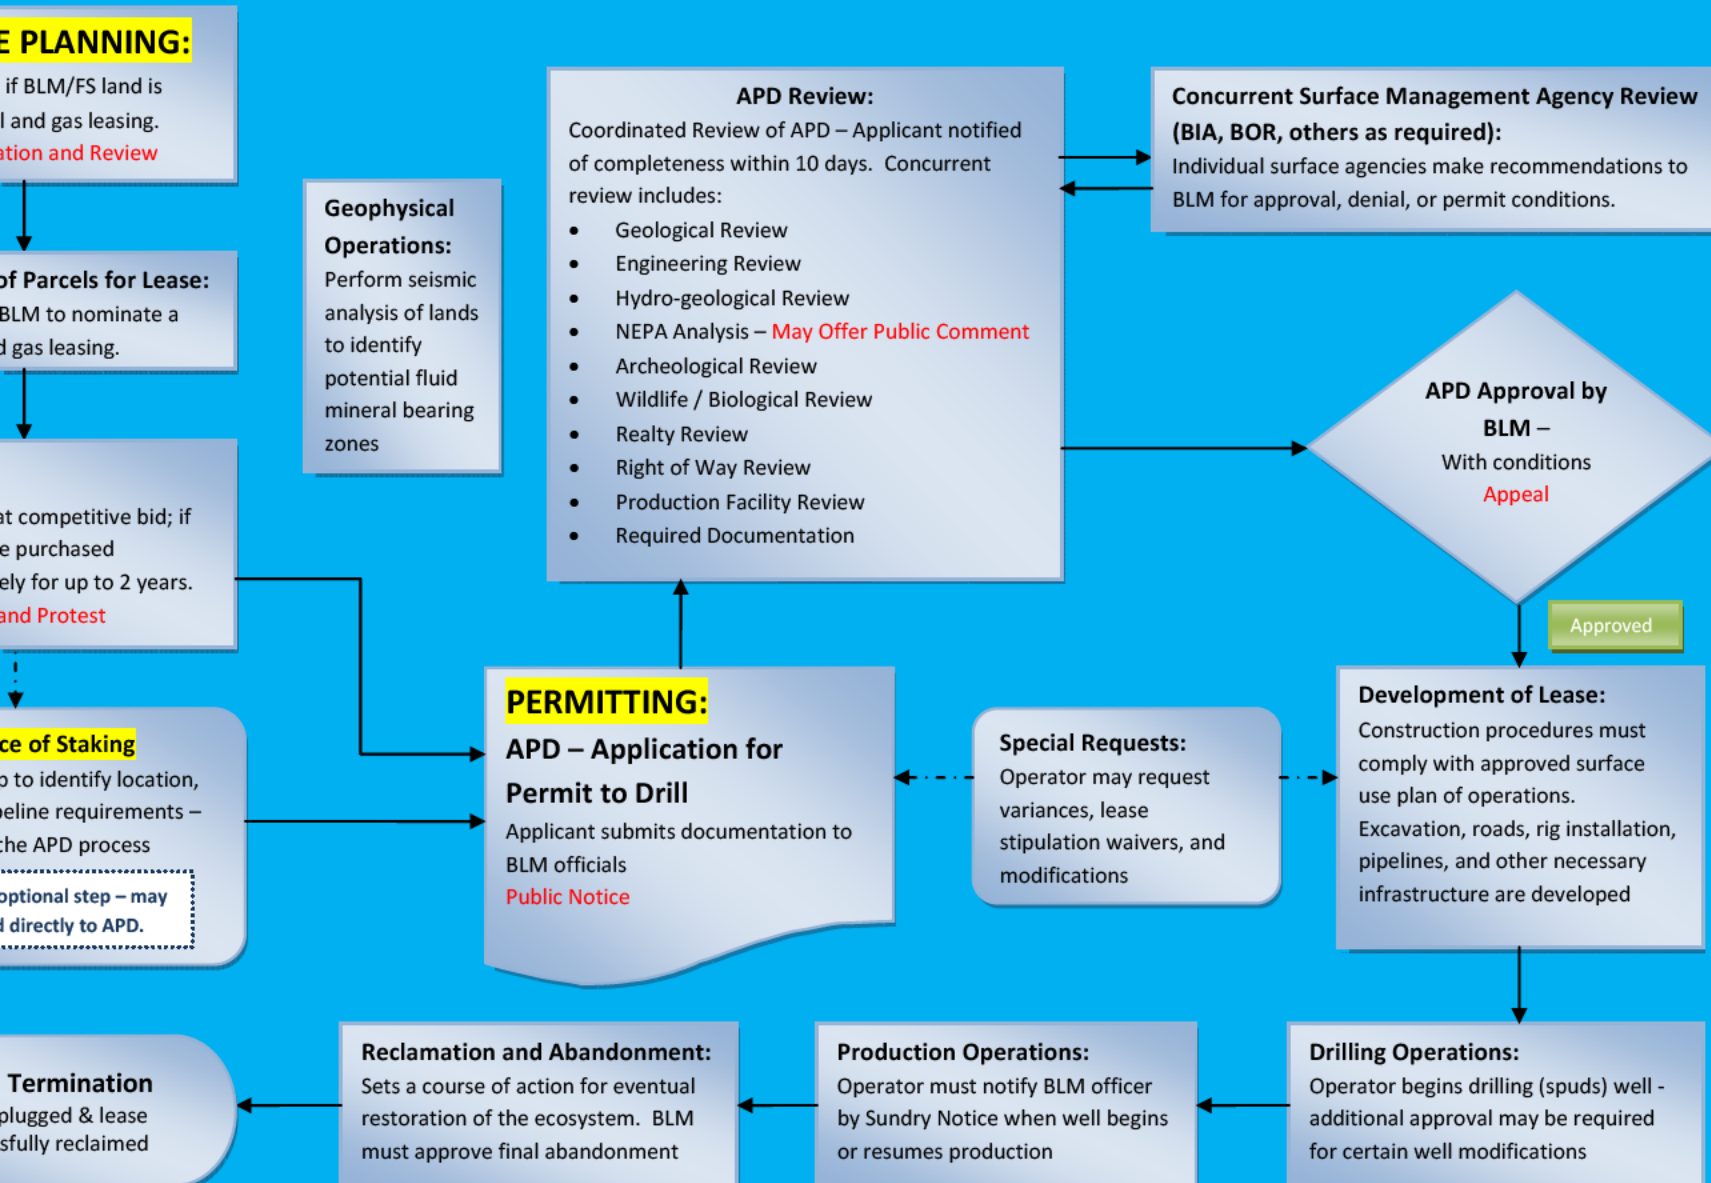 E PLANNING:
if BLM/FS land is
l and gas leasing.
ation and Review
of Parcels for Lease:
BLM to nominate a
d gas leasing.
at competitive bid; if
e purchased
ely for up to 2 years.
and Protest
ce of Staking
p to identify location,
peline requirements –
the APD process
optional step – may
d directly to APD.
Geophysical
Operations:
Perform seismic
analysis of lands
to identify
potential fluid
mineral bearing
zones
APD Review:
Coordinated Review of APD – Applicant notified
of completeness within 10 days.  Concurrent
review includes:
• Geological Review
• Engineering Review
• Hydro-geological Review
• NEPA Analysis – May Offer Public Comment
• Archeological Review
• Wildlife / Biological Review
• Realty Review
• Right of Way Review
• Production Facility Review
• Required Documentation
Concurrent Surface Management Agency Review
(BIA, BOR, others as required):
Individual surface agencies make recommendations to
BLM for approval, denial, or permit conditions.
APD Approval by
BLM –
With conditions
Appeal
Approved
PERMITTING:
APD – Application for
Permit to Drill
Applicant submits documentation to
BLM officials
Public Notice
Special Requests:
Operator may request
variances, lease
stipulation waivers, and
modifications
Development of Lease:
Construction procedures must
comply with approved surface
use plan of operations.
Excavation, roads, rig installation,
pipelines, and other necessary
infrastructure are developed
Termination
plugged & lease
sfully reclaimed
Reclamation and Abandonment:
Sets a course of action for eventual
restoration of the ecosystem.  BLM
must approve final abandonment
Production Operations:
Operator must notify BLM officer
by Sundry Notice when well begins
or resumes production
Drilling Operations:
Operator begins drilling (spuds) well -
additional approval may be required
for certain well modifications